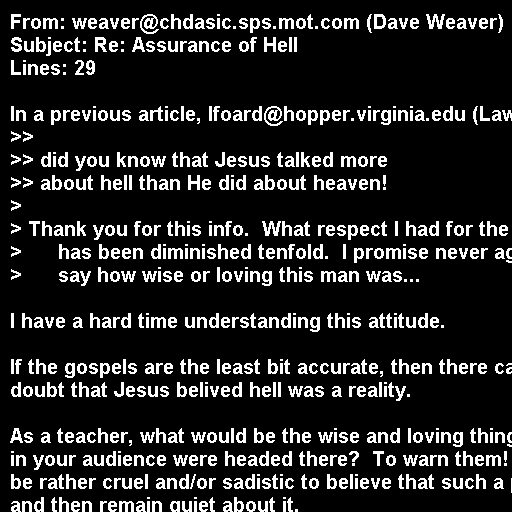 From: weaver@chdasic.sps.mot.com (Dave Weaver)
Subject: Re: Assurance of Hell
Lines: 29
In a previous article, lfoard@hopper.virginia.edu (Law
>>
>> did you know that Jesus talked more
>> about hell than He did about heaven!
>
> Thank you for this info.  What respect I had for the
>      has been diminished tenfold.  I promise never ag
>      say how wise or loving this man was...
I have a hard time understanding this attitude.
If the gospels are the least bit accurate, then there ca
doubt that Jesus belived hell was a reality.
As a teacher, what would be the wise and loving thing
in your audience were headed there?  To warn them!
be rather cruel and/or sadistic to believe that such a p
and then remain quiet about it.